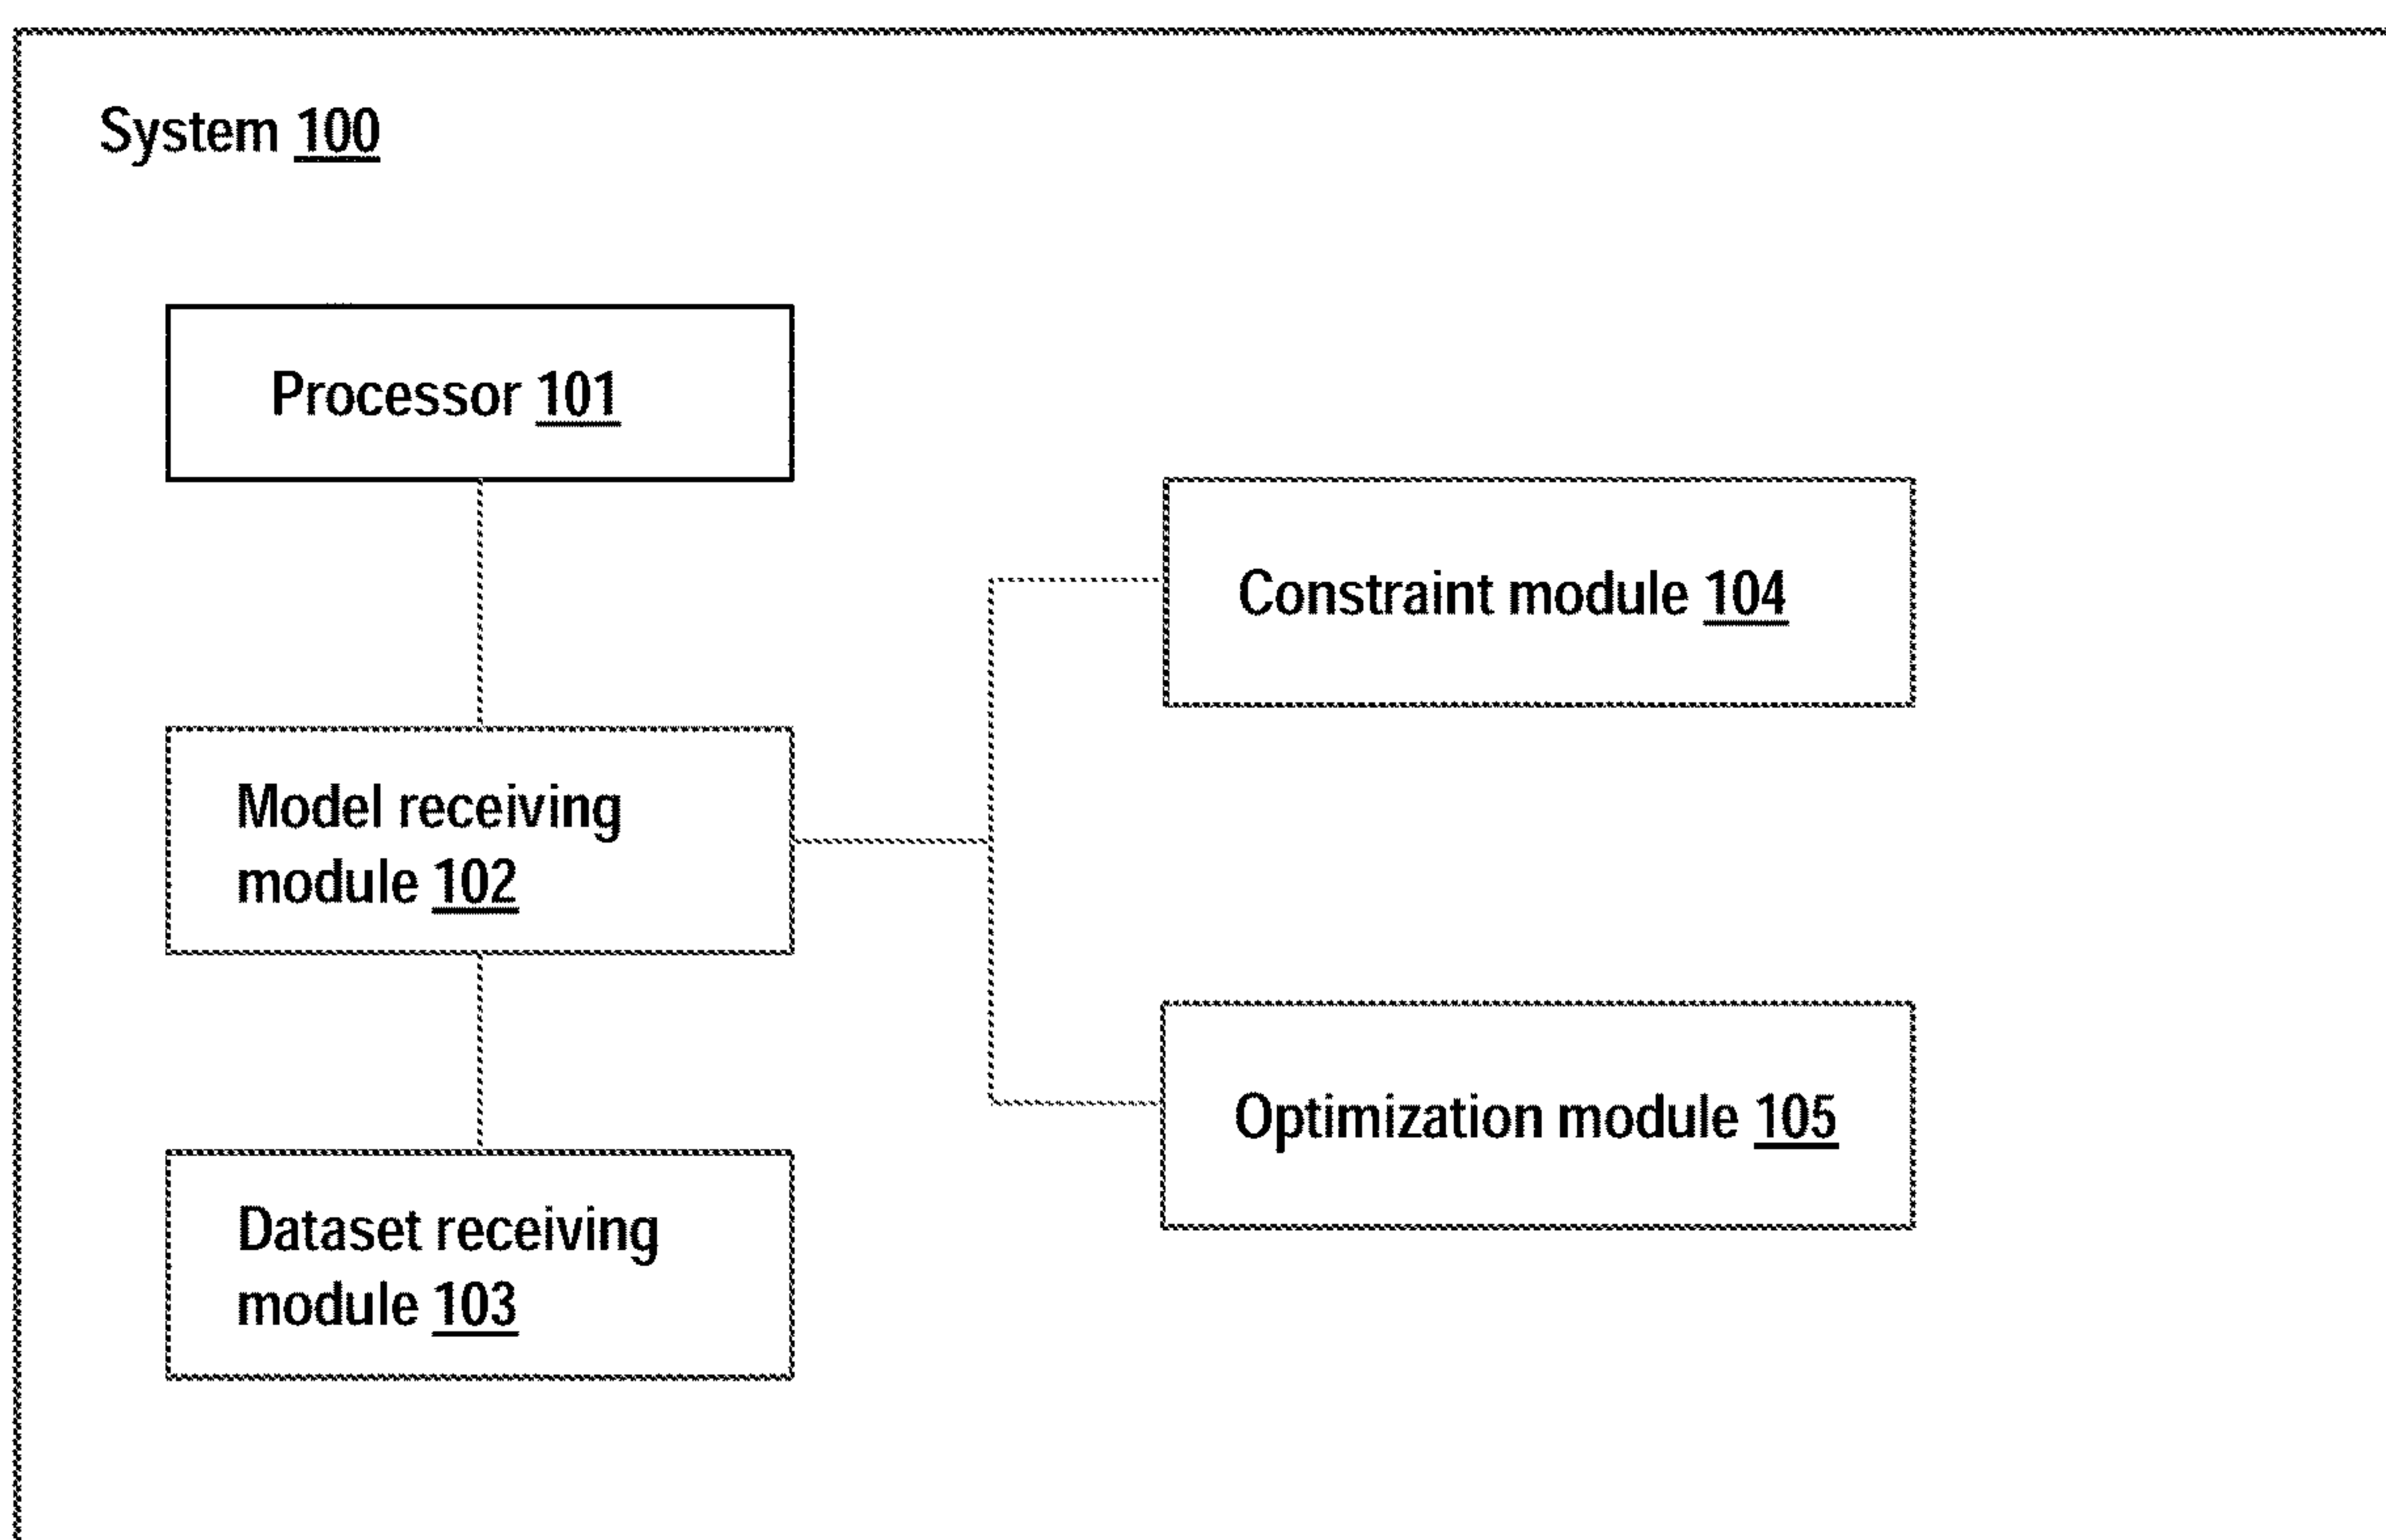 System 100
Processor 101
Constraint module 104
Model receiving
module 102
Optimization module 105
Dataset receiving
module 103